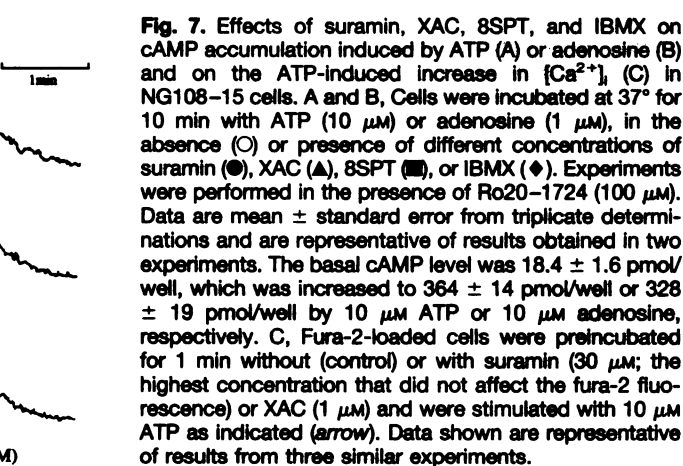 1 min
Fig. 7. Effects of suramin, XAC, 8SPT, and IBMX on
cAMP accumulation induced by ATP (A) or adenosine (B)
and on the ATP-induced increase in [Ca²⁺]ᵢ (C) in
NG108–15 cells. A and B, Cells were incubated at 37° for
10 min with ATP (10 μM) or adenosine (1 μM), in the
absence (○) or presence of different concentrations of
suramin (●), XAC (▲), 8SPT (■), or IBMX (♦). Experiments
were performed in the presence of Ro20–1724 (100 μM).
Data are mean ± standard error from triplicate determi-
nations and are representative of results obtained in two
experiments. The basal cAMP level was 18.4 ± 1.6 pmol/
well, which was increased to 364 ± 14 pmol/well or 328
± 19 pmol/well by 10 μM ATP or 10 μM adenosine,
respectively. C, Fura-2-loaded cells were preincubated
for 1 min without (control) or with suramin (30 μM; the
highest concentration that did not affect the fura-2 fluo-
rescence) or XAC (1 μM) and were stimulated with 10 μM
ATP as indicated (arrow). Data shown are representative
of results from three similar experiments.
M)